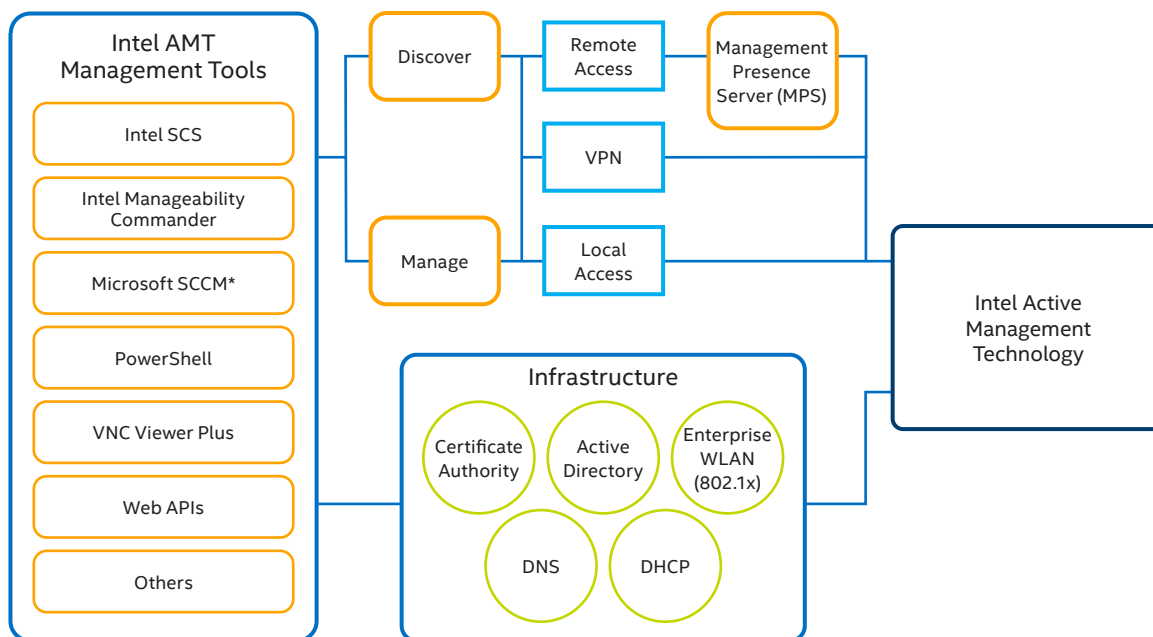 Intel AMT
Management Tools
Intel SCS
Intel Manageability
Commander
Microsoft SCCM*
PowerShell
VNC Viewer Plus
Web APIs
Others
Discover
Manage
Remote
Access
VPN
Local
Access
Management
Presence
Server (MPS)
Infrastructure
Certificate
Authority
Active
Directory
Enterprise
WLAN
(802.1x)
DNS
DHCP
Intel Active
Management
Technology